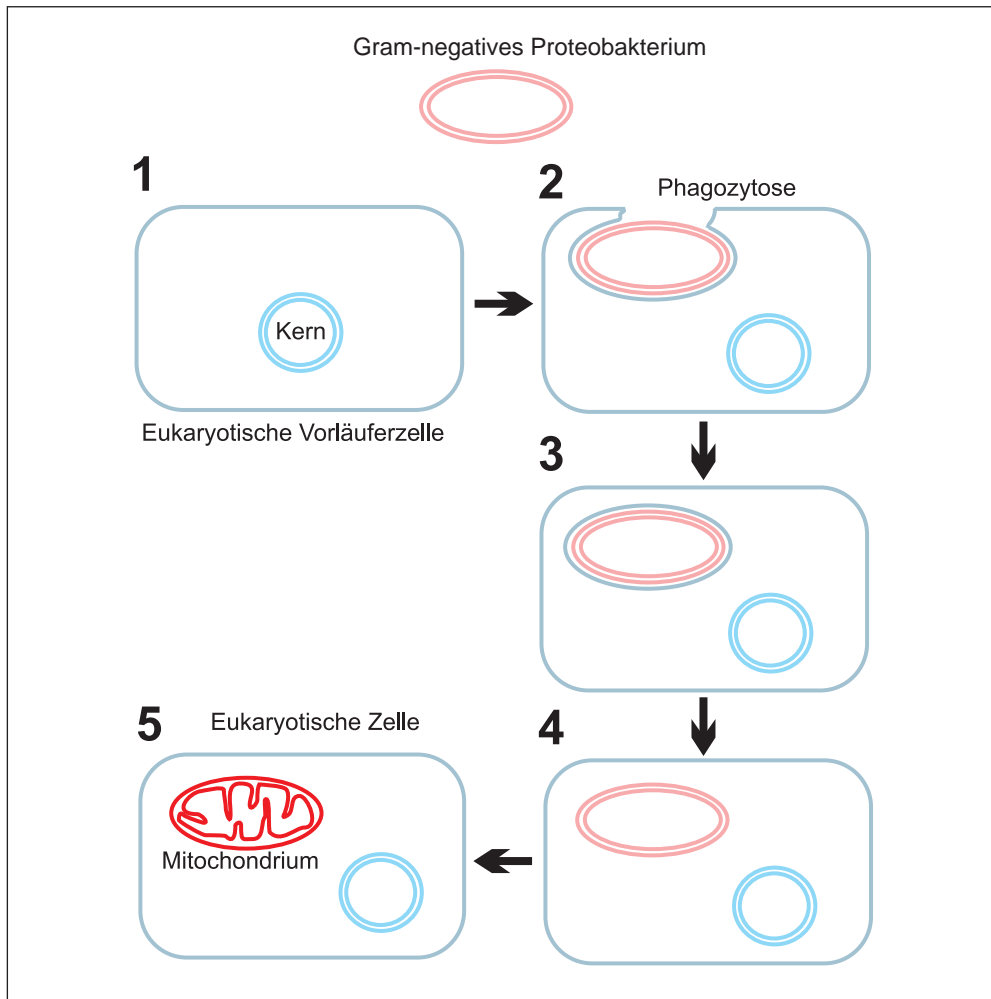 Gram-negatives Proteobakterium
1
Kern
Eukaryotische Vorläuferzelle
2
Phagozytose
3
4
5
Eukaryotische Zelle
Mitochondrium